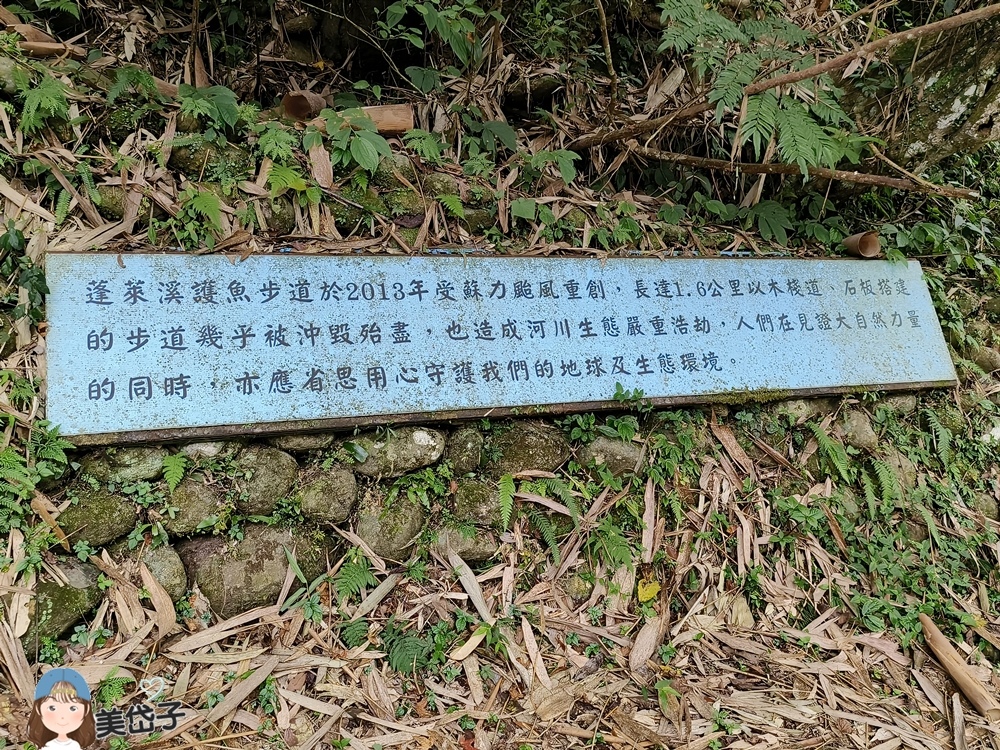 蓬萊溪護魚步道於2013年受蘇力颱風重創，長達1.6公里以木棧道、石板搭建
的步道幾乎被沖毀殆盡，也造成河川生態嚴重浩劫，人們在見證大自然力量
的同時，亦應省思用心守護我們的地球及生態環境。
美岱子